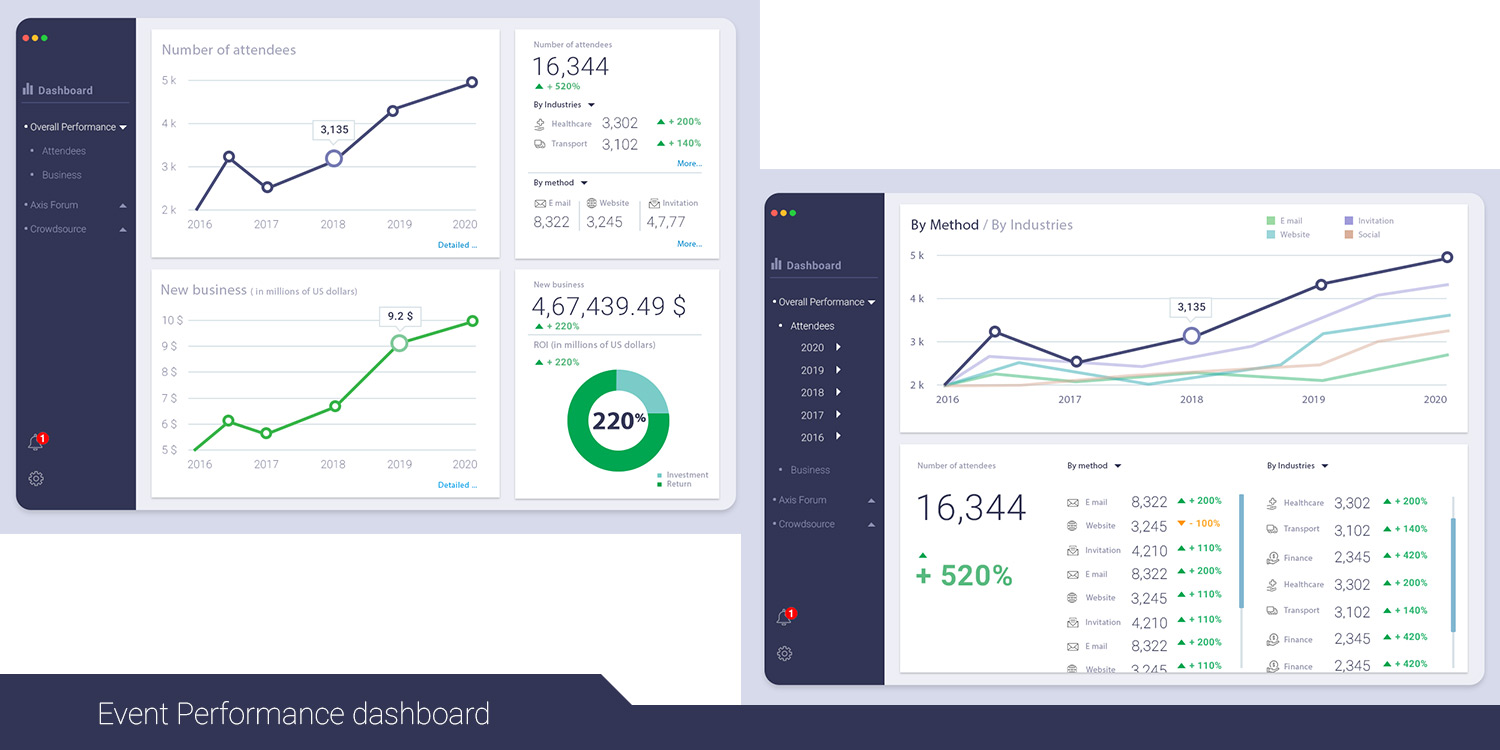 Dashboard
• Overall Performance
• Attendees
• Business
• Axis Forum
• Crowdsource
1
Number of attendees
5 k
4 k
3 k
2 k
3,135
2016 2017 2018 2019 2020
Detailed ...
Number of attendees
16,344
+ 520%
By Industries
Healthcare 3,302 + 200%
Transport 3,102 + 140%
More...
By method
E mail Website Invitation
8,322 3,245 4,7,77
More...
New business ( in millions of US dollars)
10 $
9 $
8 $
7 $
6 $
5 $
9.2 $
2016 2017 2018 2019 2020
Detailed ...
New business
4,67,439.49 $
+ 220%
ROI (in millions of US dollars)
+ 220%
220%
Investment
Return
Dashboard
• Overall Performance
• Attendees
2020
2019
2018
2017
2016
• Business
• Axis Forum
• Crowdsource
1
By Method / By Industries
E mail Invitation
Website Social
5 k
4 k
3 k
2 k
3,135
2016 2017 2018 2019 2020
Number of attendees
16,344
+ 520%
By method
E mail 8,322 + 200%
Website 3,245 - 100%
Invitation 4,210 + 110%
E mail 8,322 + 200%
Website 3,245 + 110%
Invitation 4,210 + 110%
E mail 8,322 + 200%
Website 3,245 + 110%
By Industries
Healthcare 3,302 + 200%
Transport 3,102 + 140%
Finance 2,345 + 420%
Healthcare 3,302 + 200%
Transport 3,102 + 140%
Finance 2,345 + 420%
Finance 2,345 + 420%
Event Performance dashboard